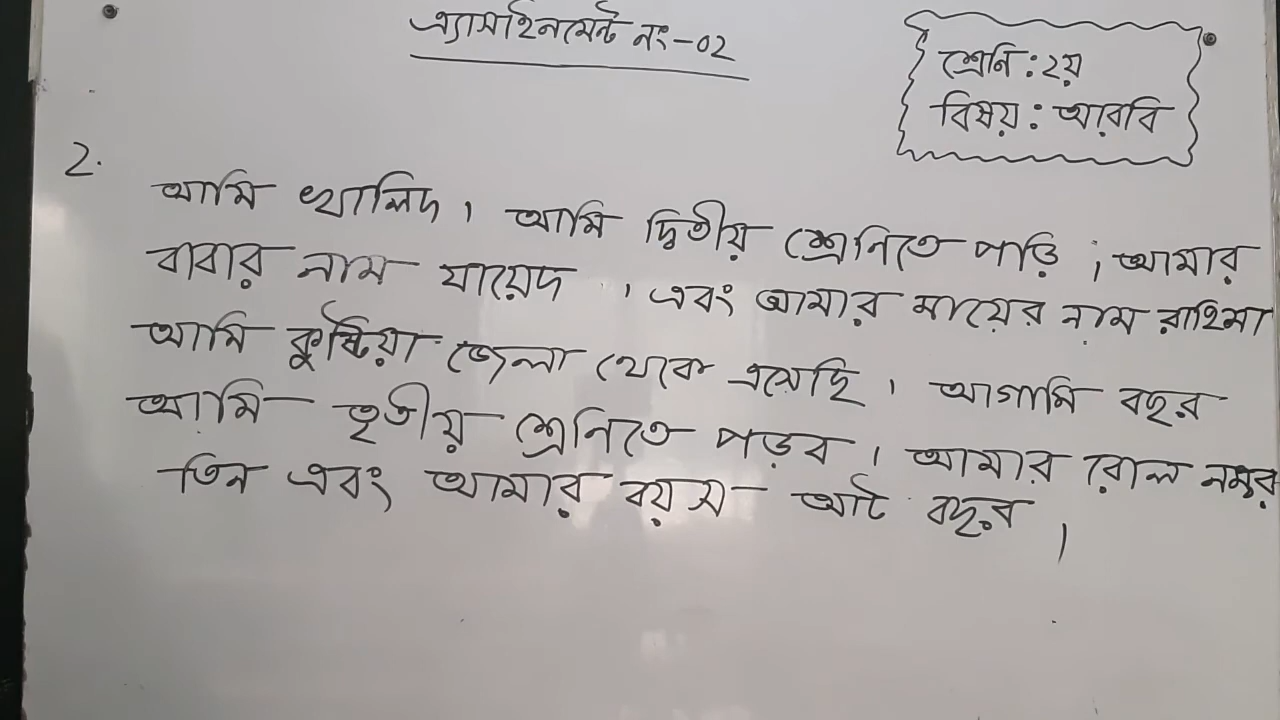 এ্যাসাইনমেন্ট নং-০২
শ্রেনি : ২য়
বিষয় : আরবি
2.
আমি খালিদ। আমি দ্বিতীয় শ্রেনিতে পড়ি। আমার
বাবার নাম যায়েদ। এবং আমার মায়ের নাম রাহিমা
আমি কুষ্টিয়া জেলা থেকে এসেছি। আগামি বছর
আমি তৃতীয় শ্রেনিতে পড়ব। আমার রোল নম্বর
তিন এবং আমার বয়স আট বছর।